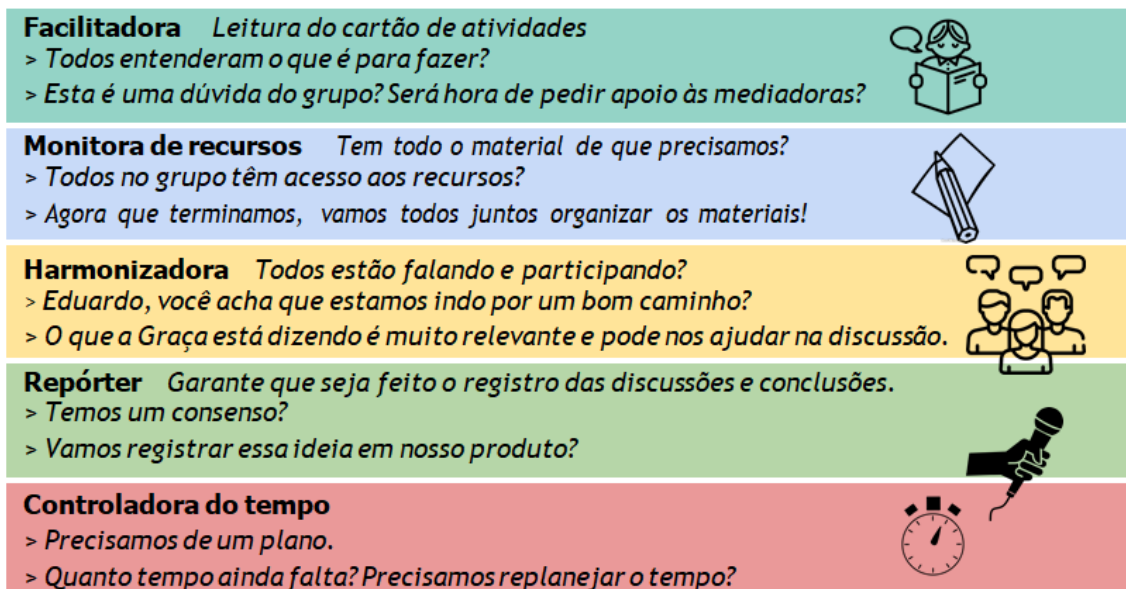 Facilitadora Leitura do cartão de atividades
> Todos entenderam o que é para fazer?
> Esta é uma dúvida do grupo? Será hora de pedir apoio às mediadoras?
Monitora de recursos Tem todo o material de que precisamos?
> Todos no grupo têm acesso aos recursos?
> Agora que terminamos, vamos todos juntos organizar os materiais!
Harmonizadora Todos estão falando e participando?
> Eduardo, você acha que estamos indo por um bom caminho?
> O que a Graça está dizendo é muito relevante e pode nos ajudar na discussão.
Repórter Garante que seja feito o registro das discussões e conclusões.
> Temos um consenso?
> Vamos registrar essa ideia em nosso produto?
Controladora do tempo
> Precisamos de um plano.
> Quanto tempo ainda falta? Precisamos replanejar o tempo?